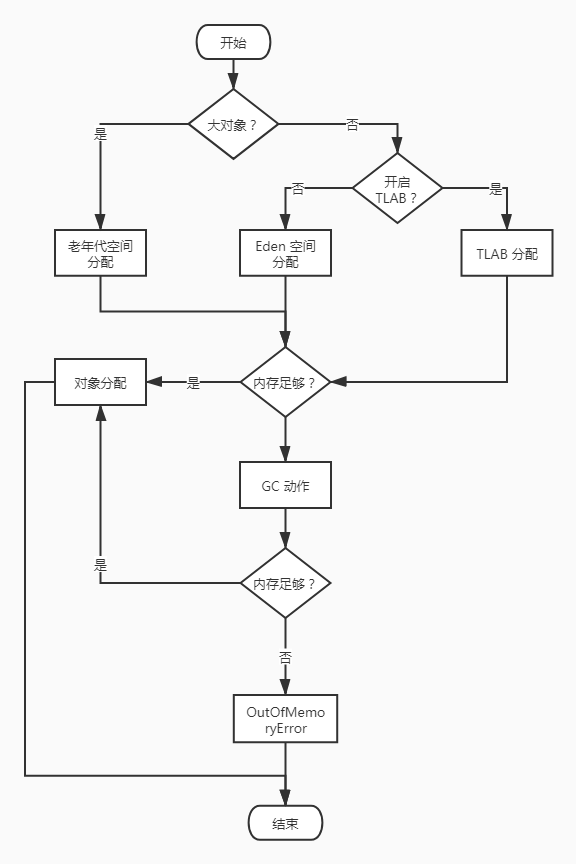 开始
大对象？
是
否
开启
TLAB？
否
是
老年代空间
分配
Eden 空间
分配
TLAB 分配
对象分配
是
内存足够？
GC 动作
是
内存足够？
否
OutOfMemo
ryError
结束